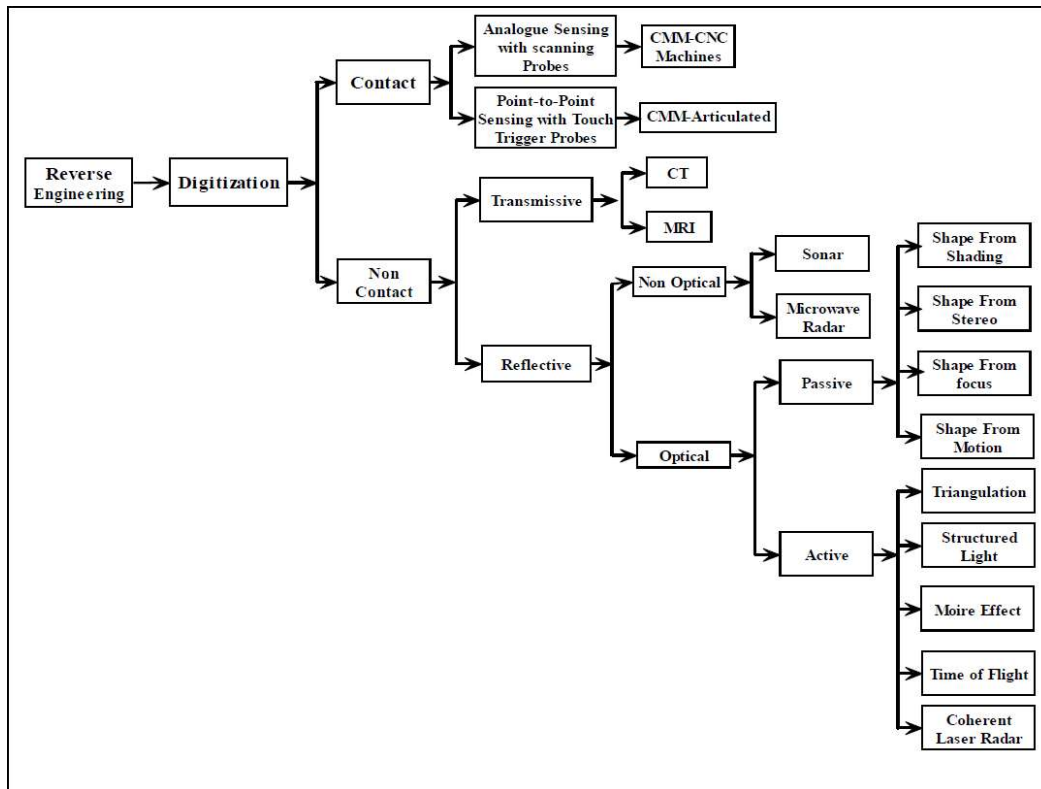 Reverse
Engineering
Digitization
Contact
Analogue Sensing
with scanning
Probes
CMM-CNC
Machines
Point-to-Point
Sensing with Touch
Trigger Probes
CMM-Articulated
Non
Contact
Transmissive
CT
MRI
Reflective
Non Optical
Sonar
Microwave
Radar
Optical
Passive
Shape From
Shading
Shape From
Stereo
Shape From
focus
Shape From
Motion
Active
Triangulation
Structured
Light
Moire Effect
Time of Flight
Coherent
Laser Radar